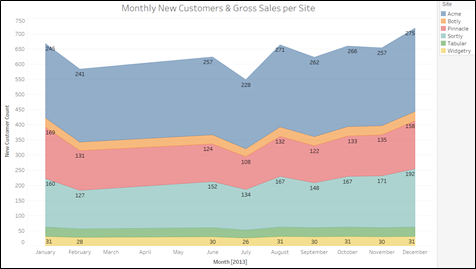 Monthly New Customers & Gross Sales per Site
Site
Acme
Botly
Pinnacle
Sortly
Tabular
Widgetry
New Customer Count
750
700
650
600
550
500
450
400
350
300
250
200
150
100
50
0
245 241 257 228 271 262 266 257 275
169 131 124 108 132 122 133 135 158
160 127 152 134 167 148 167 171 192
31 28 30 26 31 30 31 30 31
January February March April May June July August September October November December
Month [2013]